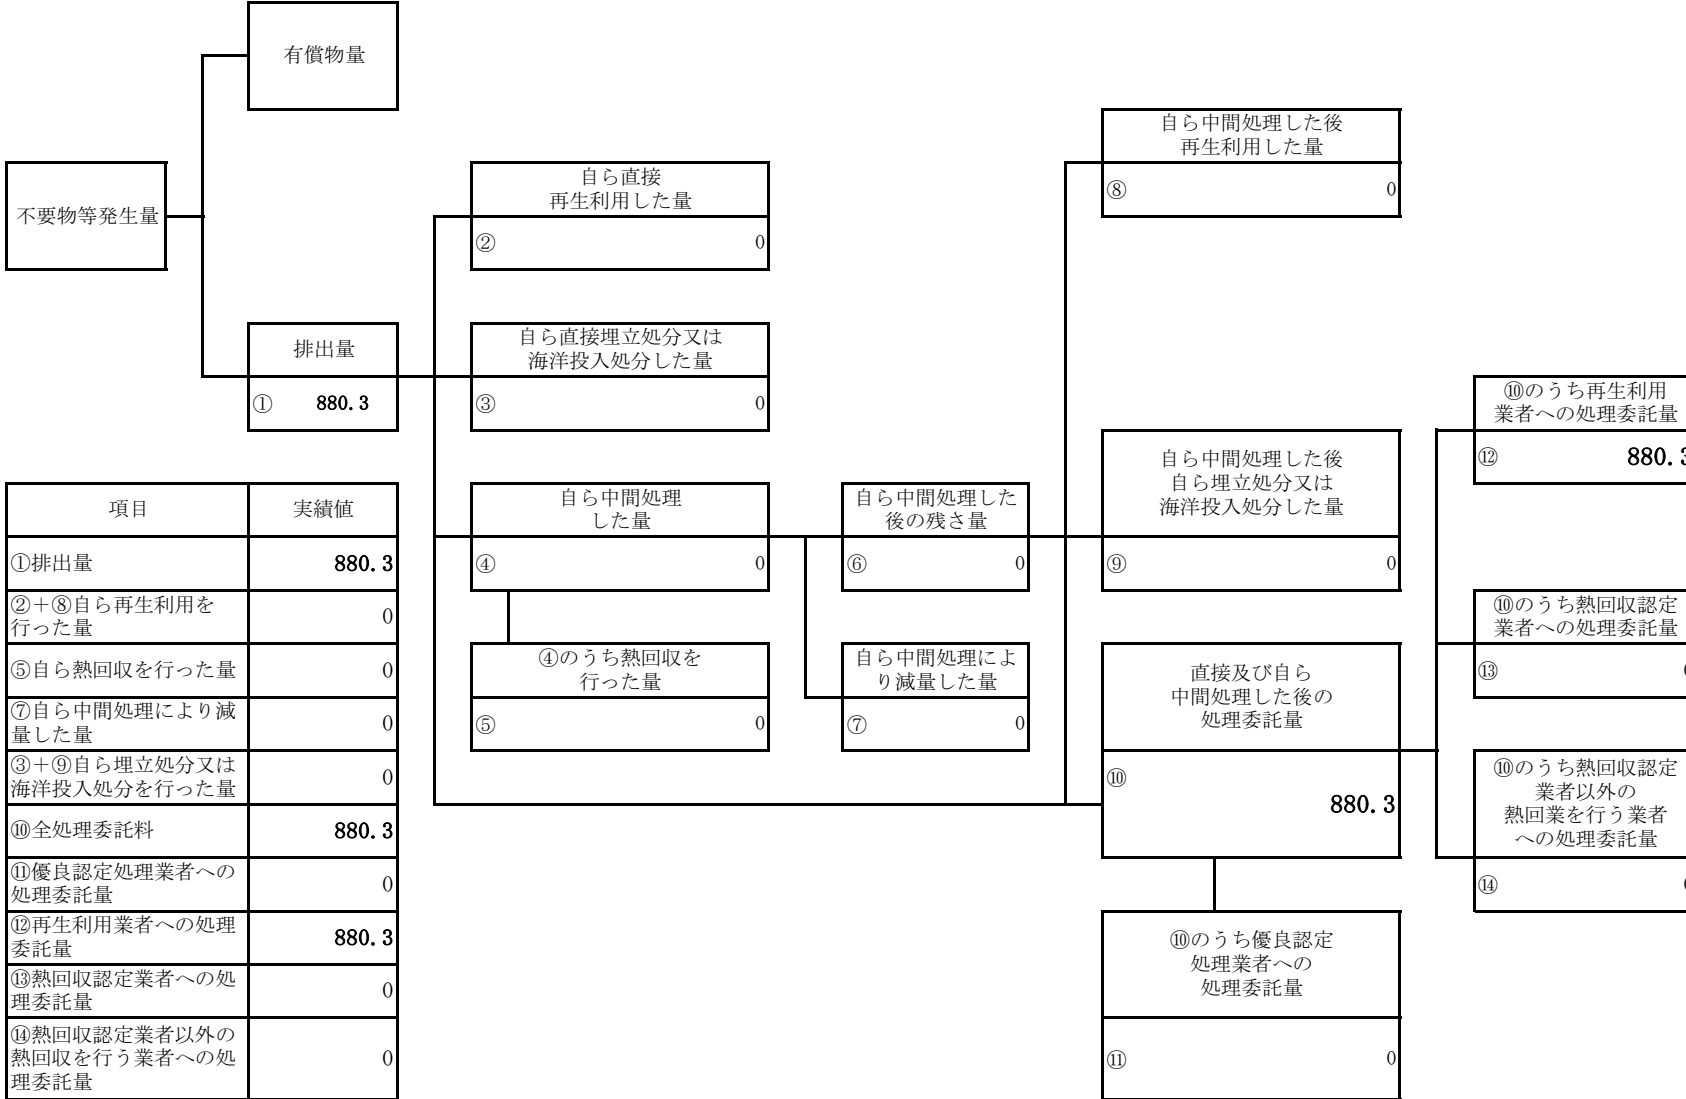 有償物量
不要物等発生量
排出量
① 880.3
自ら直接
再生利用した量
② 0
自ら直接埋立処分又は
海洋投入処分した量
③ 0
自ら中間処理
した量
④ 0
④のうち熱回収を
行った量
⑤ 0
自ら中間処理した
後の残さ量
⑥ 0
自ら中間処理によ
り減量した量
⑦ 0
自ら中間処理した後
再生利用した量
⑧ 0
自ら中間処理した後
自ら埋立処分又は
海洋投入処分した量
⑨ 0
直接及び自ら
中間処理した後の
処理委託量
⑩
880.3
⑩のうち優良認定
処理業者への
処理委託量
⑪ 0
⑩のうち再生利用
業者への処理委託量
⑫ 880.3
⑩のうち熱回収認定
業者への処理委託量
⑬
⑩のうち熱回収認定
業者以外の
熱回業を行う業者
への処理委託量
⑭
項目 実績値
①排出量 880.3
②＋⑧自ら再生利用を
行った量 0
⑤自ら熱回収を行った量 0
⑦自ら中間処理により減
量した量 0
③＋⑨自ら埋立処分又は
海洋投入処分を行った量 0
⑩全処理委託料 880.3
⑪優良認定処理業者への
処理委託量 0
⑫再生利用業者への処理
委託量 880.3
⑬熱回収認定業者への処
理委託量 0
⑭熱回収認定業者以外の
熱回収を行う業者への処
理委託量 0